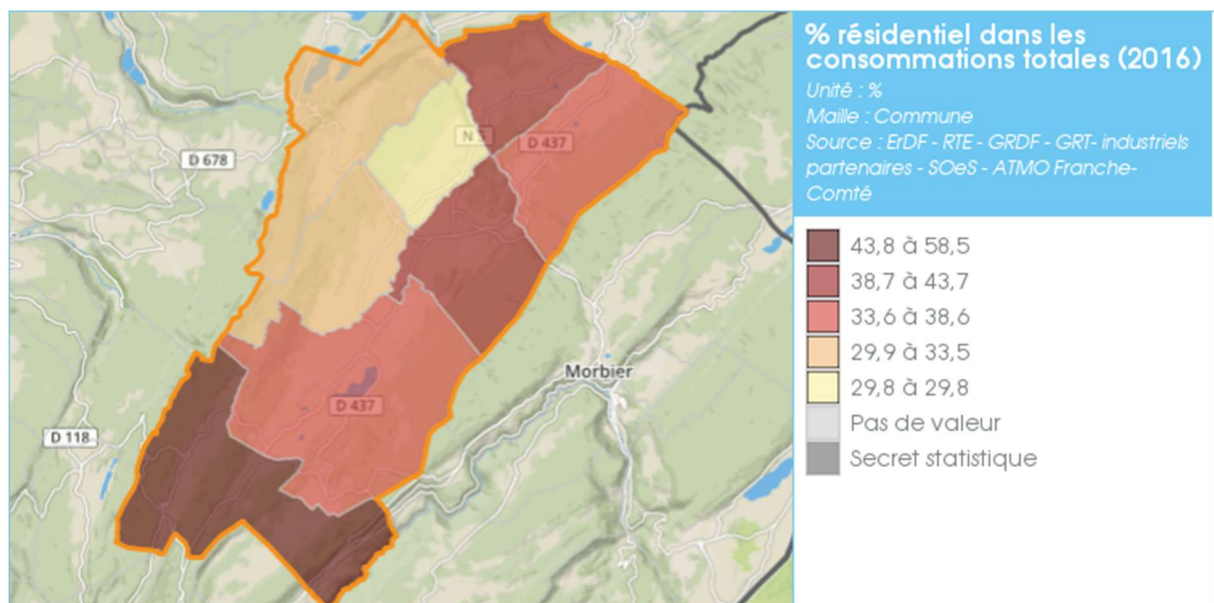 % résidentiel dans les
consommations totales (2016)
Unité : %
Maille : Commune
Source : ErDF - RTE - GRDF - GRT- industriels
partenaires - SOeS - ATMO Franche-
Comté
43,8 à 58,5
38,7 à 43,7
33,6 à 38,6
29,9 à 33,5
29,8 à 29,8
Pas de valeur
Secret statistique
N 5
D 437
D 678
Morbier
D 437
D 118